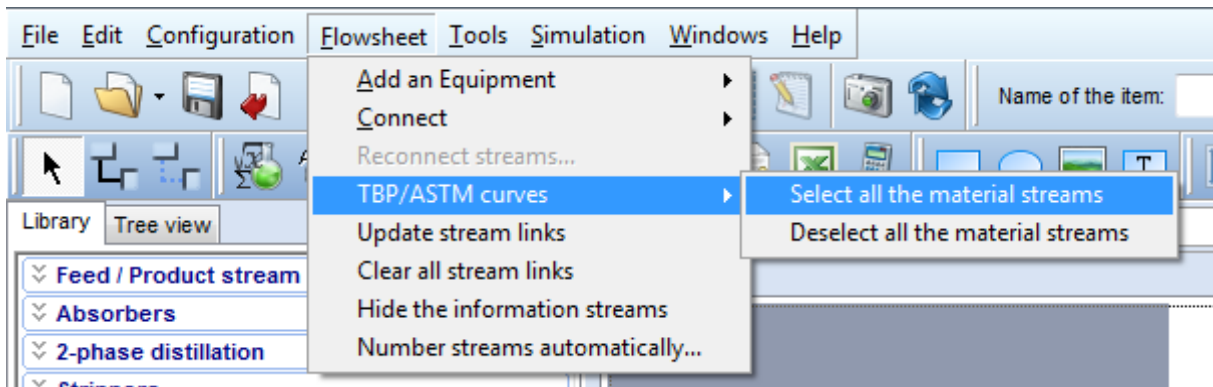 File Edit Configuration Flowsheet Tools Simulation Windows Help
Add an Equipment
Connect
Name of the item:
Reconnect streams...
TBP/ASTM curves
Select all the material streams
Library Tree view
Update stream links
Deselect all the material streams
Clear all stream links
Feed / Product stream
Hide the information streams
Absorbers
Number streams automatically...
2-phase distillation
Strippers